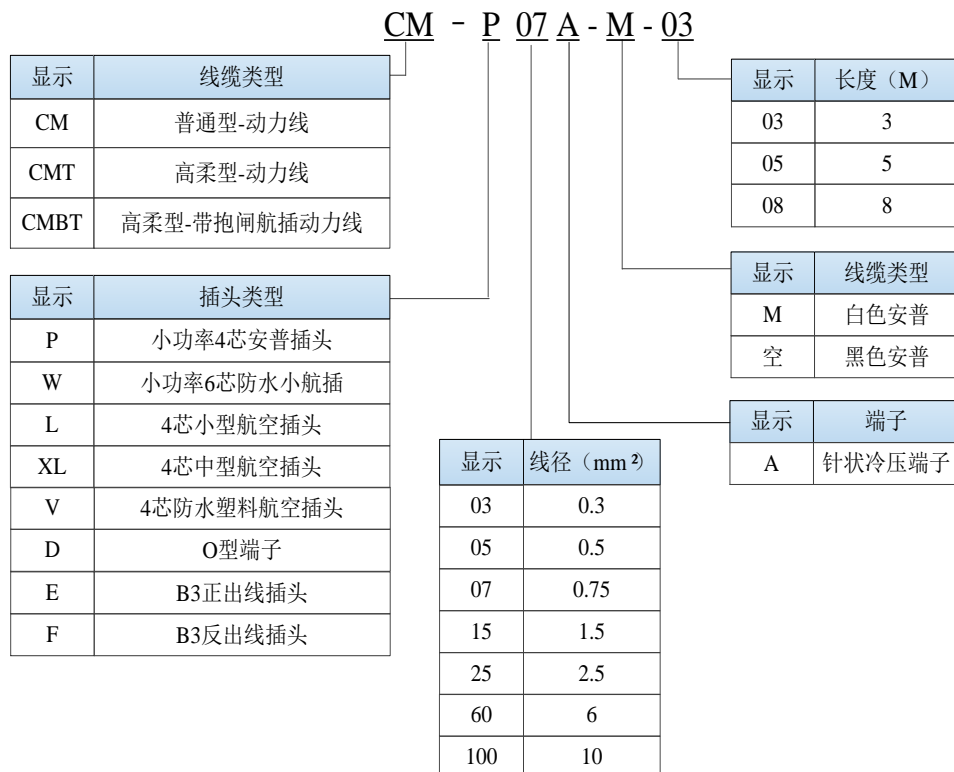 CM - P 07 A - M - 03
显示 线缆类型
CM 普通型-动力线
CMT 高柔型-动力线
CMBT 高柔型-带抱闸航插动力线
显示 插头类型
P 小功率4芯安普插头
W 小功率6芯防水小航插
L 4芯小型航空插头
XL 4芯中型航空插头
V 4芯防水塑料航空插头
D O型端子
E B3正出线插头
F B3反出线插头
显示 线径（mm²）
03 0.3
05 0.5
07 0.75
15 1.5
25 2.5
60 6
100 10
显示 长度（M）
03 3
05 5
08 8
显示 线缆类型
M 白色安普
空 黑色安普
显示 端子
A 针状冷压端子